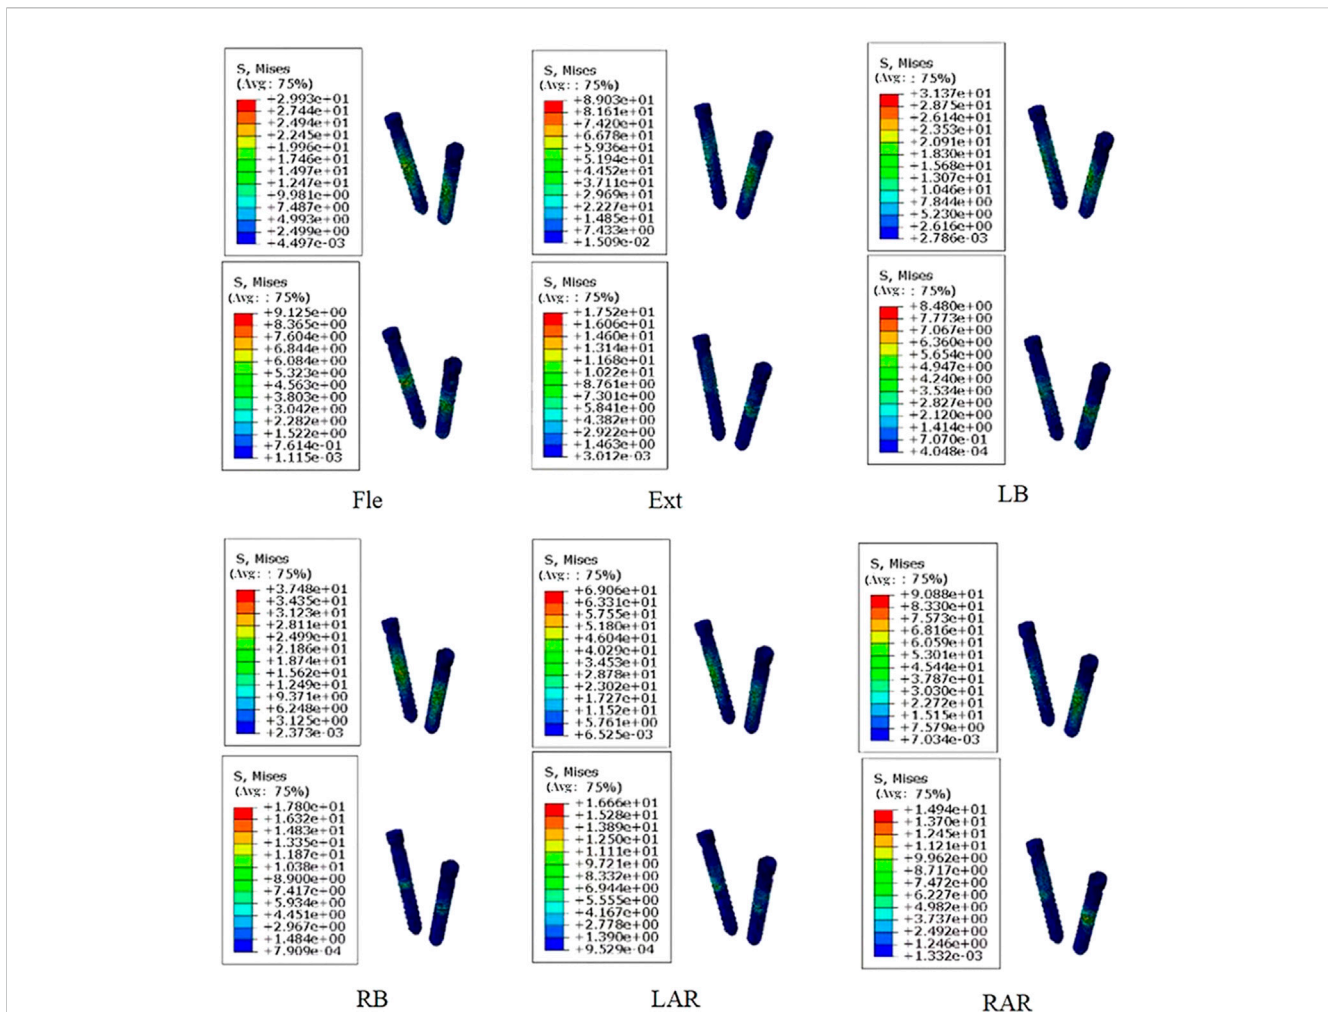 S, Mises
(Avg: 75%)
+2.993e+01
+2.744e+01
+2.494e+01
+2.245e+01
+1.996e+01
+1.746e+01
+1.497e+01
+1.247e+01
+9.981e+00
+7.487e+00
+4.993e+00
+2.499e+00
+4.497e-03
S, Mises
(Avg: : 75%)
+8.903e+01
+8.161e+01
+7.420e+01
+6.678e+01
+5.936e+01
+5.194e+01
+4.452e+01
+3.711e+01
+2.969e+01
+2.227e+01
+1.485e+01
+7.433e+00
+1.509e-02
S, Mises
(Avg: : 75%)
+3.137e+01
+2.875e+01
+2.614e+01
+2.353e+01
+2.091e+01
+1.830e+01
+1.568e+01
+1.307e+01
+1.046e+01
+7.844e+00
+5.230e+00
+2.616e+00
+2.786e-03
S, Mises
(Avg: : 75%)
+9.125e+00
+8.365e+00
+7.604e+00
+6.844e+00
+6.084e+00
+5.323e+00
+4.563e+00
+3.803e+00
+3.042e+00
+2.282e+00
+1.522e+00
+7.614e-01
+1.115e-03
S, Mises
(Avg: : 75%)
+1.752e+01
+1.606e+01
+1.460e+01
+1.314e+01
+1.168e+01
+1.022e+01
+8.761e+00
+7.301e+00
+5.841e+00
+4.382e+00
+2.922e+00
+1.463e+00
+3.012e-03
S, Mises
(Avg: : 75%)
+8.480e+00
+7.773e+00
+7.067e+00
+6.360e+00
+5.654e+00
+4.947e+00
+4.240e+00
+3.534e+00
+2.827e+00
+2.120e+00
+1.414e+00
+7.070e-01
+4.048e-04
Fle
Ext
LB
S, Mises
(Avg: : 75%)
+3.748e+01
+3.435e+01
+3.123e+01
+2.811e+01
+2.499e+01
+2.186e+01
+1.874e+01
+1.562e+01
+1.249e+01
+9.371e+00
+6.248e+00
+3.125e+00
+2.373e-03
S, Mises
(Avg: : 75%)
+6.906e+01
+6.331e+01
+5.755e+01
+5.180e+01
+4.604e+01
+4.029e+01
+3.453e+01
+2.878e+01
+2.302e+01
+1.727e+01
+1.152e+01
+5.761e+00
+6.525e-03
S, Mises
(Avg: : 75%)
+9.088e+01
+8.330e+01
+7.573e+01
+6.816e+01
+6.059e+01
+5.301e+01
+4.544e+01
+3.787e+01
+3.030e+01
+2.272e+01
+1.515e+01
+7.579e+00
+7.034e-03
S, Mises
(Avg: 75%)
+1.780e+01
+1.632e+01
+1.483e+01
+1.335e+01
+1.187e+01
+1.038e+01
+8.900e+00
+7.417e+00
+5.934e+00
+4.451e+00
+2.967e+00
+1.484e+00
+7.909e-04
S, Mises
(Avg: 75%)
+1.666e+01
+1.528e+01
+1.389e+01
+1.250e+01
+1.111e+01
+9.721e+00
+8.332e+00
+6.944e+00
+5.555e+00
+4.167e+00
+2.778e+00
+1.390e+00
+9.529e-04
S, Mises
(Avg: 75%)
+1.494e+01
+1.370e+01
+1.245e+01
+1.121e+01
+9.962e+00
+8.717e+00
+7.472e+00
+6.227e+00
+4.982e+00
+3.737e+00
+2.492e+00
+1.246e+00
+1.332e-03
RB
LAR
RAR